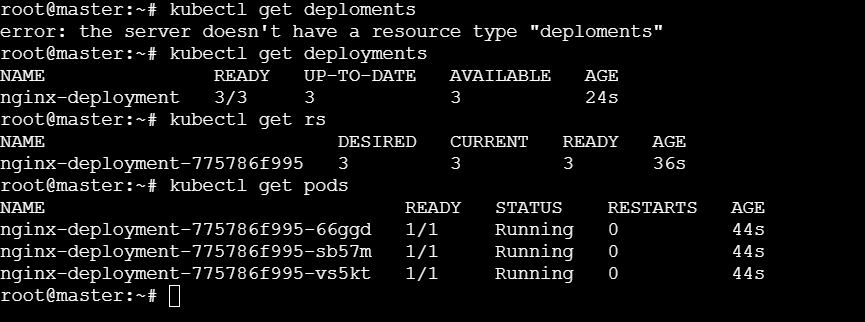 root@master:~# kubectl get deploments
error: the server doesn't have a resource type "deploments"
root@master:~# kubectl get deployments
NAME READY UP-TO-DATE AVAILABLE AGE
nginx-deployment 3/3 3 3 24s
root@master:~# kubectl get rs
NAME DESIRED CURRENT READY AGE
nginx-deployment-775786f995 3 3 3 36s
root@master:~# kubectl get pods
NAME READY STATUS RESTARTS AGE
nginx-deployment-775786f995-66ggd 1/1 Running 0 44s
nginx-deployment-775786f995-sb57m 1/1 Running 0 44s
nginx-deployment-775786f995-vs5kt 1/1 Running 0 44s
root@master:~#